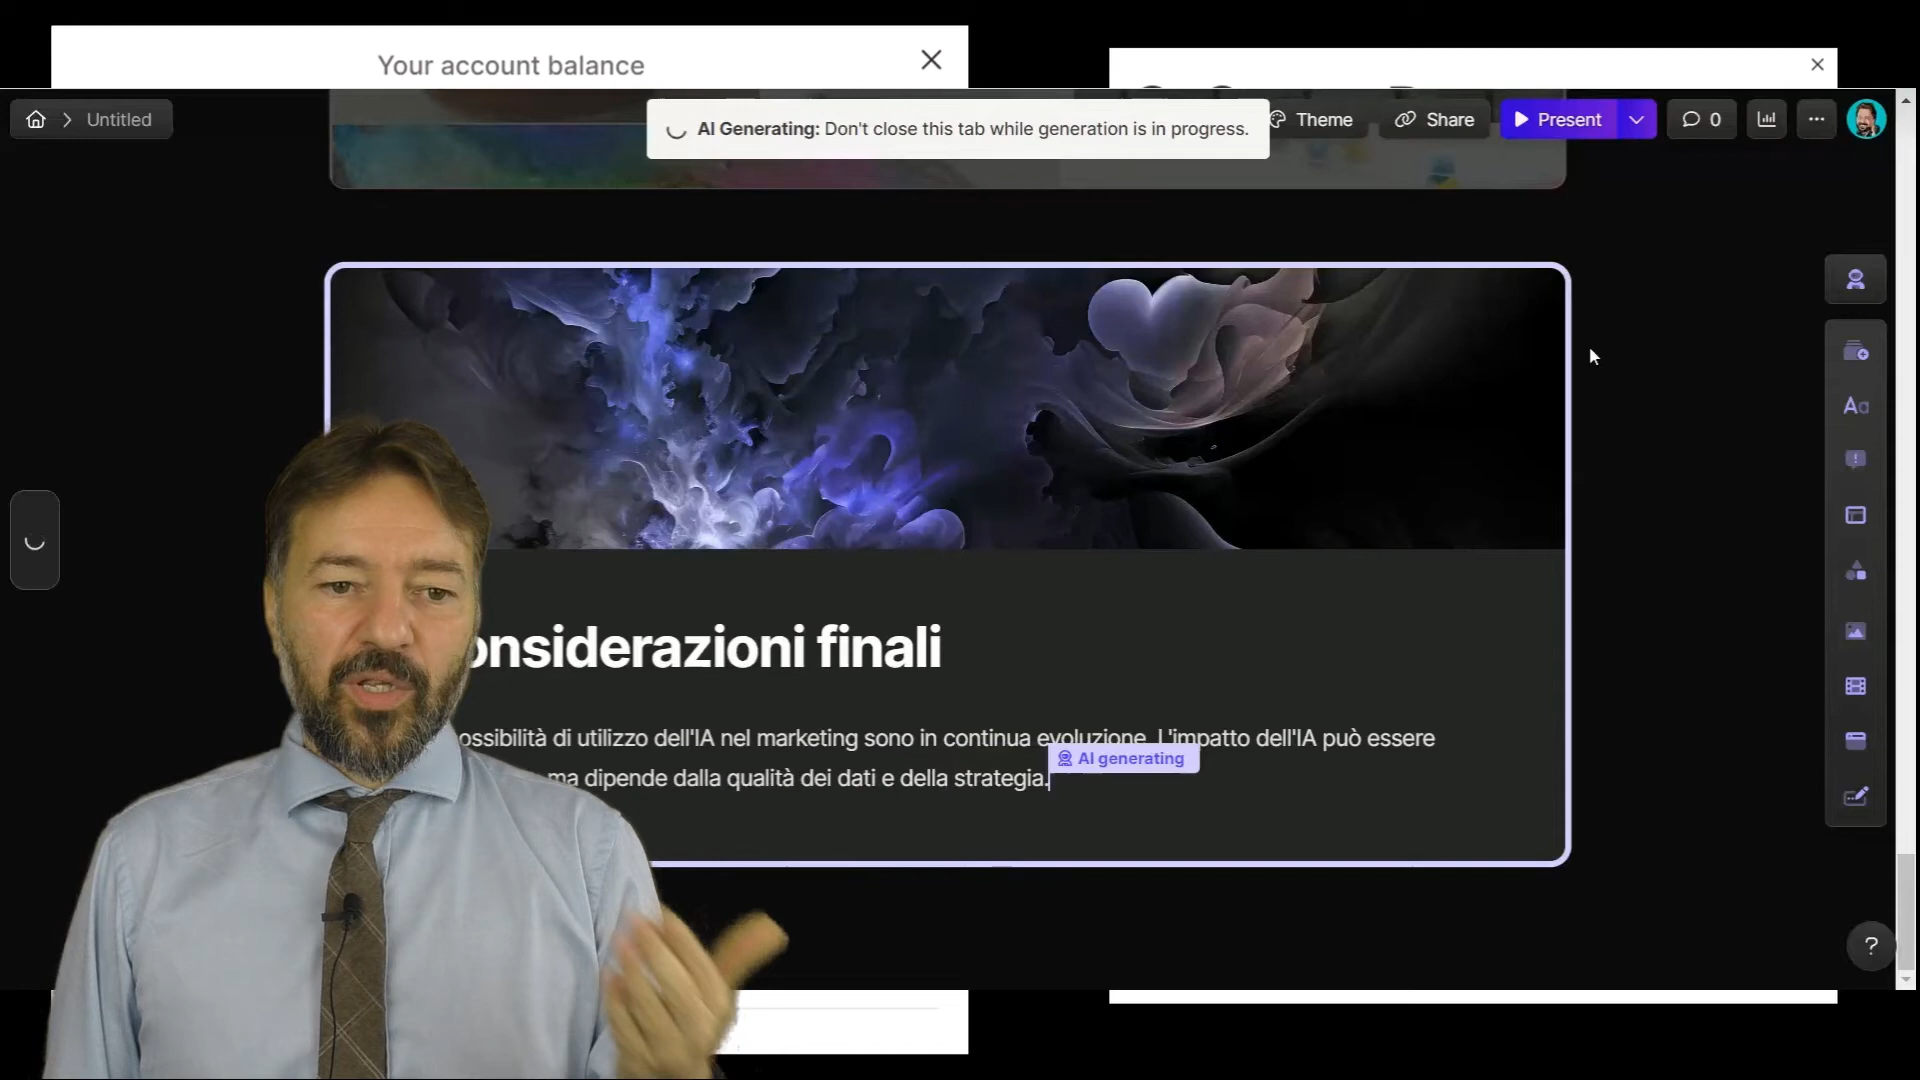 Your account balance
Untitled
AI Generating: Don't close this tab while generation is in progress.
Theme
Share
Present
0
onsiderazioni finali
ossibilità di utilizzo dell'IA nel marketing sono in continua evoluzione. L'impatto dell'IA può essere
ma dipende dalla qualità dei dati e della strategia.
AI generating
Aa
?